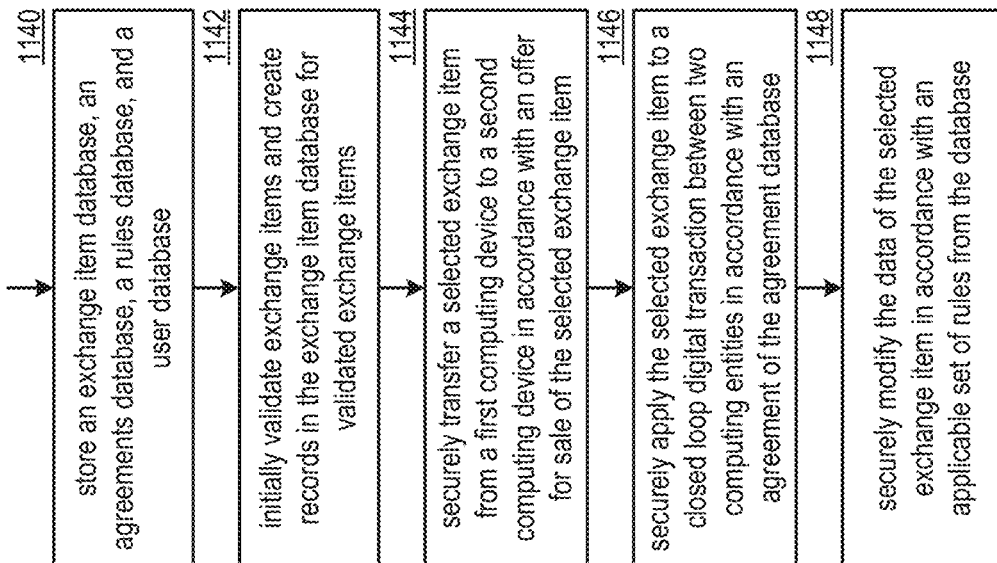 1140
store an exchange item database, an
agreements database, a rules database, and a
user database
1142
initially validate exchange items and create
records in the exchange item database for
validated exchange items
1144
securely transfer a selected exchange item
from a first computing device to a second
computing device in accordance with an offer
for sale of the selected exchange item
1146
securely apply the selected exchange item to a
closed loop digital transaction between two
computing entities in accordance with an
agreement of the agreement database
1148
securely modify the data of the selected
exchange item in accordance with an
applicable set of rules from the database